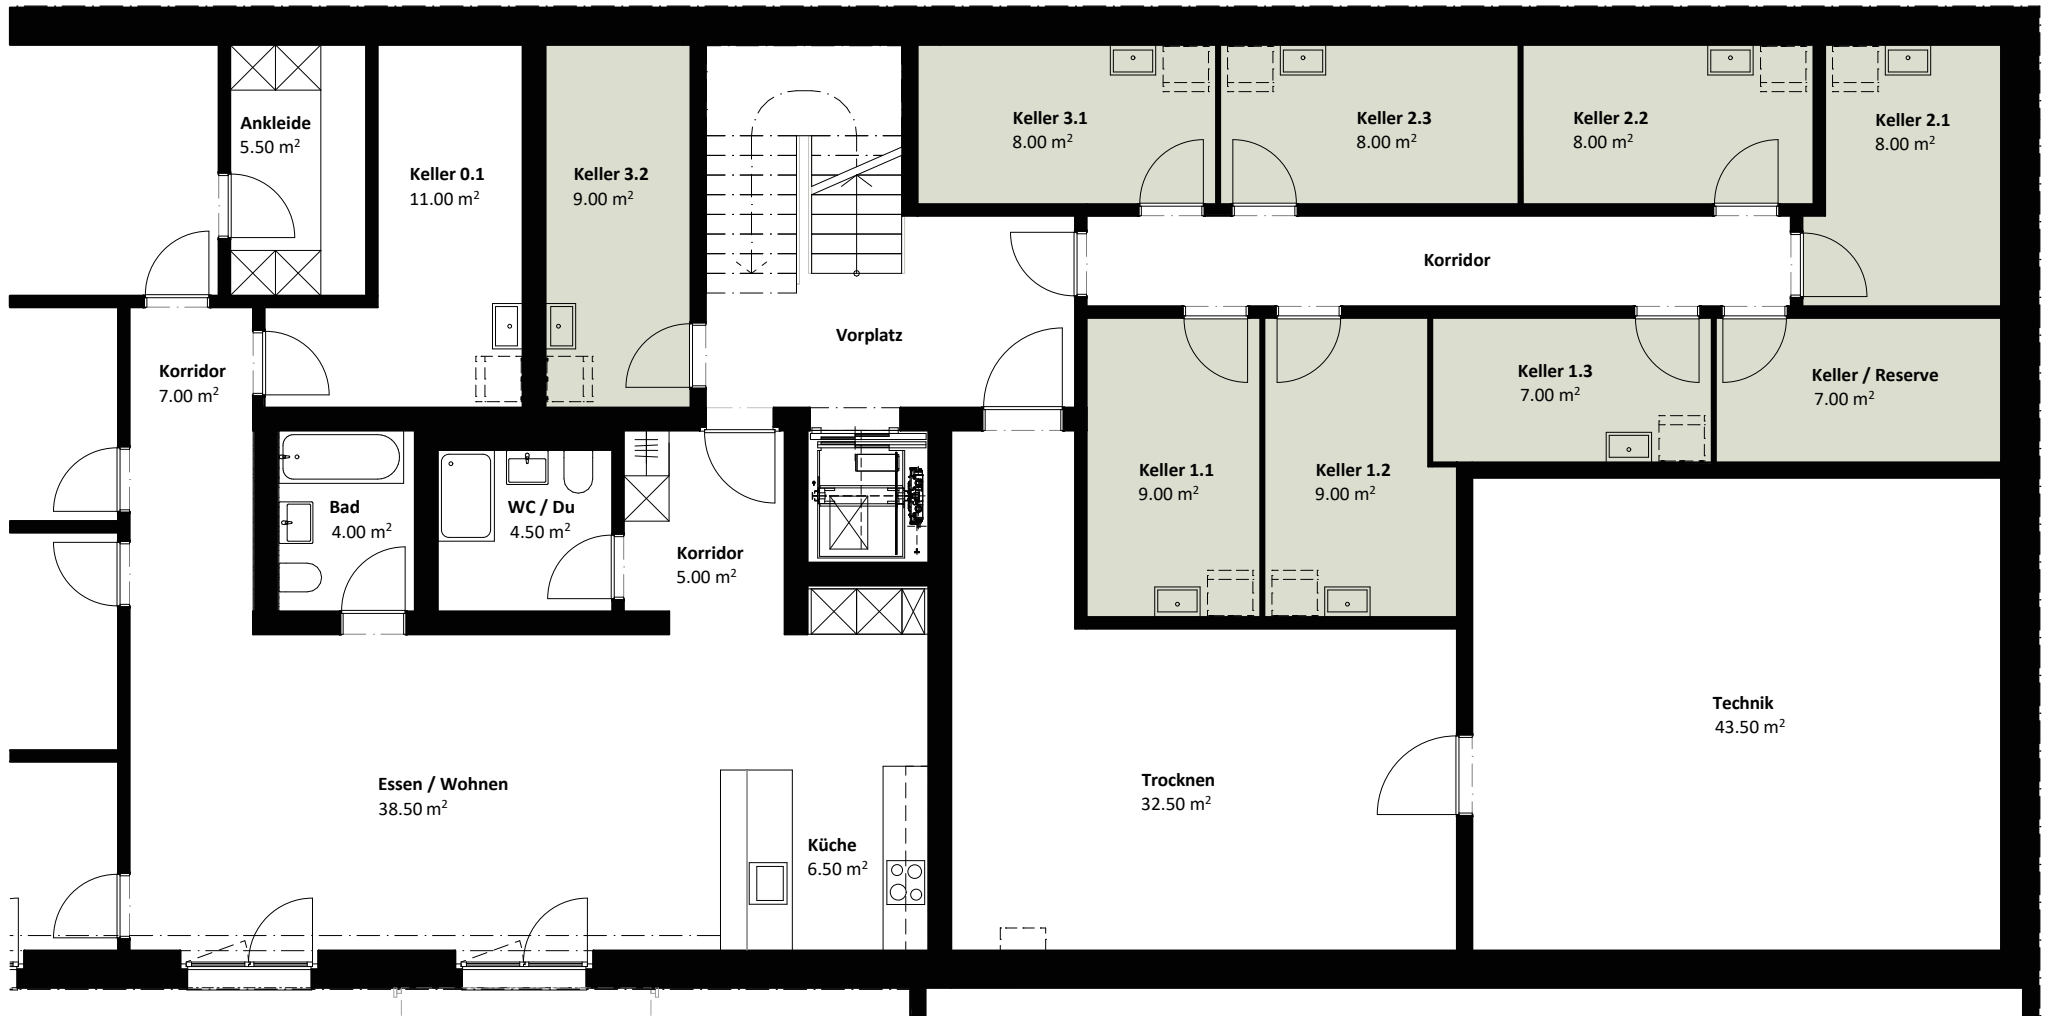 Ankleide
5.50 m²
Keller 0.1
11.00 m²
Keller 3.2
9.00 m²
Keller 3.1
8.00 m²
Keller 2.3
8.00 m²
Keller 2.2
8.00 m²
Keller 2.1
8.00 m²
Korridor
Vorplatz
Korridor
7.00 m²
Keller 1.3
7.00 m²
Keller / Reserve
7.00 m²
Keller 1.1
9.00 m²
Keller 1.2
9.00 m²
Bad
4.00 m²
WC / Du
4.50 m²
Korridor
5.00 m²
Technik
43.50 m²
Essen / Wohnen
38.50 m²
Trocknen
32.50 m²
Küche
6.50 m²